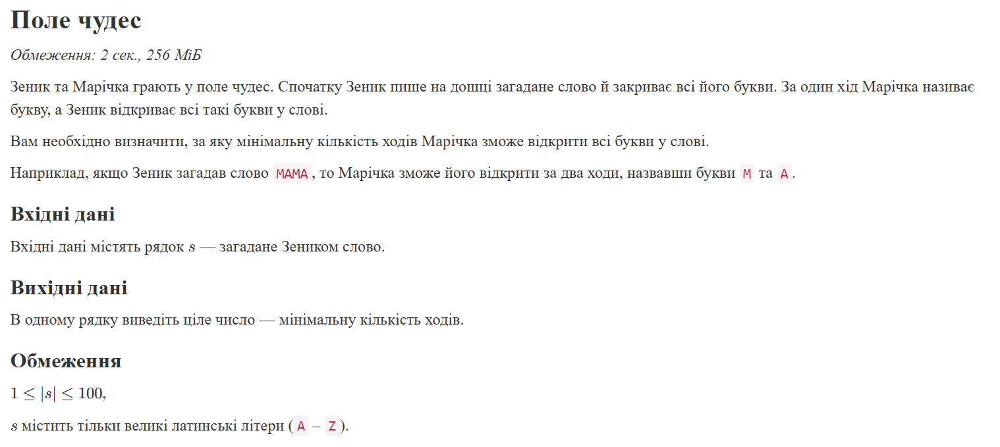 Поле чудес
Обмеження: 2 сек., 256 МіБ
Зеник та Марічка грають у поле чудес. Спочатку Зеник пише на дошці загадане слово й закриває всі його букви. За один хід Марічка називає
букву, а Зеник відкриває всі такі букви у слові.
Вам необхідно визначити, за яку мінімальну кількість ходів Марічка зможе відкрити всі букви у слові.
Наприклад, якщо Зеник загадав слово MAMA, то Марічка зможе його відкрити за два ходи, назвавши букви M та A.
Вхідні дані
Вхідні дані містять рядок s — загадане Зеником слово.
Вихідні дані
В одному рядку виведіть ціле число — мінімальну кількість ходів.
Обмеження
1 ≤ |s| ≤ 100,
s містить тільки великі латинські літери (A – Z).